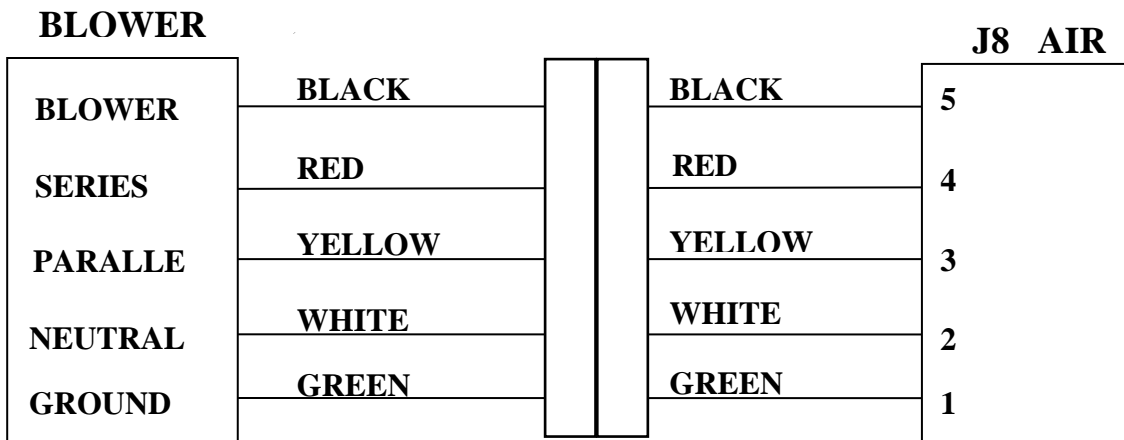 BLOWER
J8 AIR
BLOWER BLACK BLACK 5
SERIES RED RED 4
PARALLE YELLOW YELLOW 3
NEUTRAL WHITE WHITE 2
GROUND GREEN GREEN 1